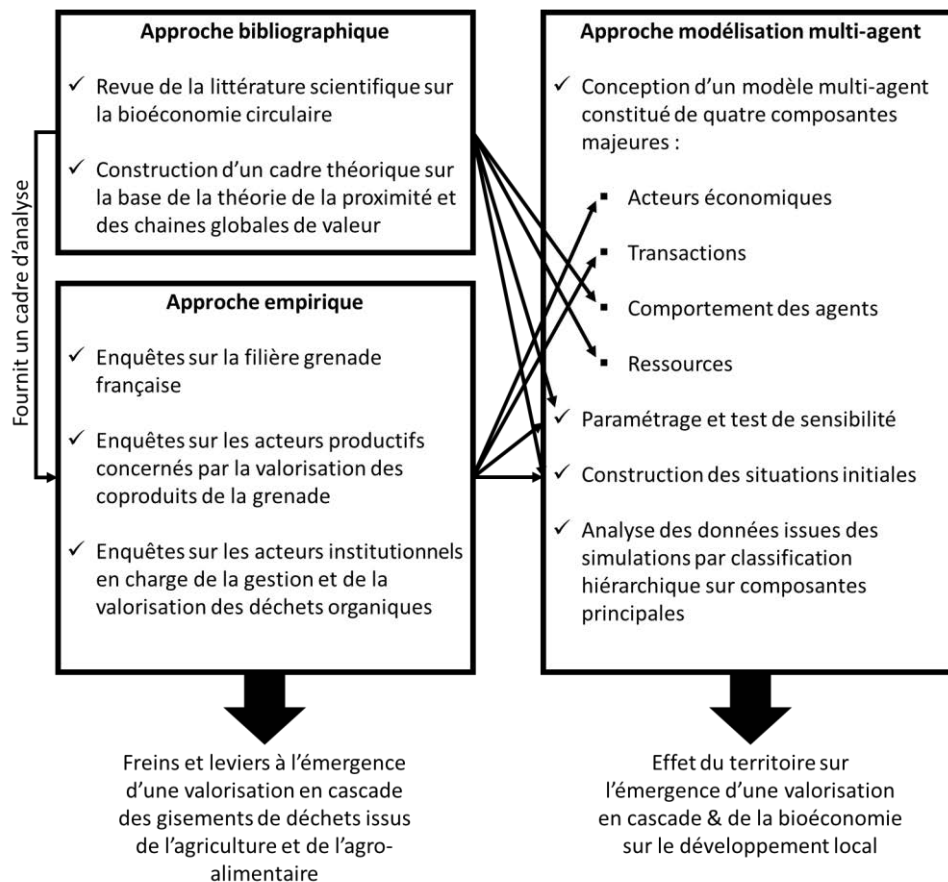 Fournit un cadre d'analyse
Approche bibliographique
✓ Revue de la littérature scientifique sur
la bioéconomie circulaire
✓ Construction d'un cadre théorique sur
la base de la théorie de la proximité et
des chaines globales de valeur
Approche empirique
✓ Enquêtes sur la filière grenade
française
✓ Enquêtes sur les acteurs productifs
concernés par la valorisation des
coproduits de la grenade
✓ Enquêtes sur les acteurs institutionnels
en charge de la gestion et de la
valorisation des déchets organiques
Freins et leviers à l'émergence
d'une valorisation en cascade
des gisements de déchets issus
de l'agriculture et de l'agro-
alimentaire
Approche modélisation multi-agent
✓ Conception d'un modèle multi-agent
constitué de quatre composantes
majeures :
▪ Acteurs économiques
▪ Transactions
▪ Comportement des agents
▪ Ressources
✓ Paramétrage et test de sensibilité
✓ Construction des situations initiales
✓ Analyse des données issues des
simulations par classification
hiérarchique sur composantes
principales
Effet du territoire sur
l'émergence d'une valorisation
en cascade & de la bioéconomie
sur le développement local